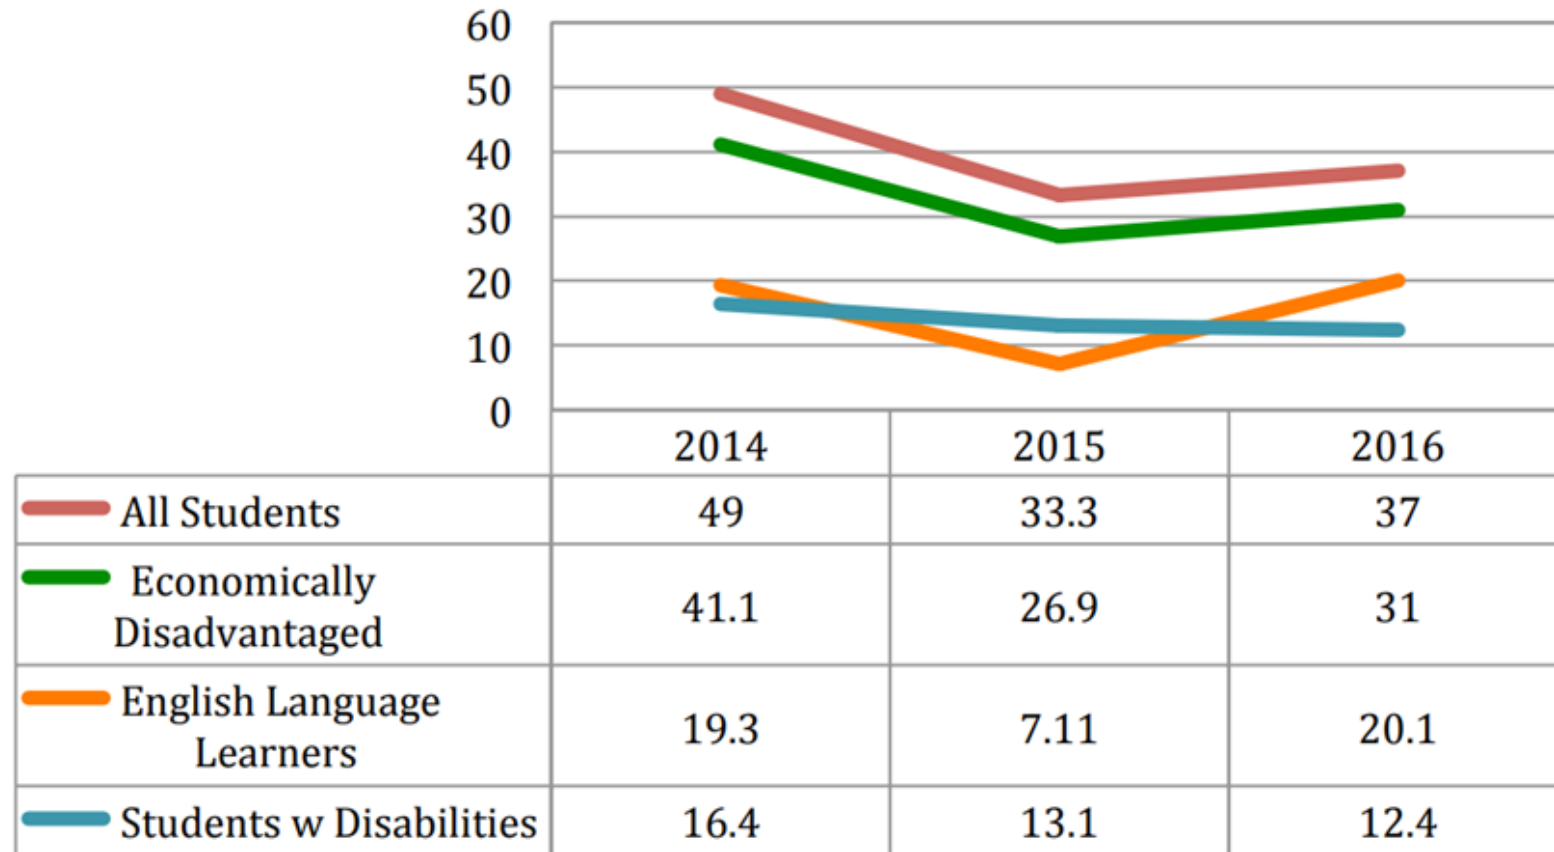 60
50
40
30
20
10
0
2014 2015 2016
All Students 49 33.3 37
Economically
Disadvantaged 41.1 26.9 31
English Language
Learners 19.3 7.11 20.1
Students w Disabilities 16.4 13.1 12.4